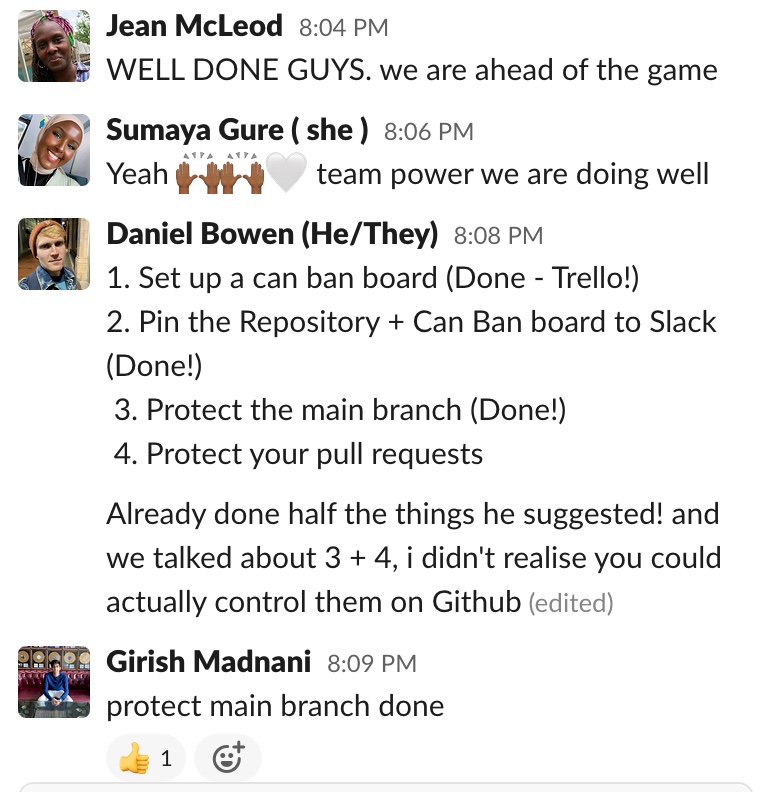 Jean McLeod 8:04 PM
WELL DONE GUYS. we are ahead of the game
Sumaya Gure ( she ) 8:06 PM
Yeah 🙌🏾🙌🏾🤍 team power we are doing well
Daniel Bowen (He/They) 8:08 PM
1. Set up a can ban board (Done - Trello!)
2. Pin the Repository + Can Ban board to Slack
(Done!)
3. Protect the main branch (Done!)
4. Protect your pull requests
Already done half the things he suggested! and
we talked about 3 + 4, i didn't realise you could
actually control them on Github (edited)
Girish Madnani 8:09 PM
protect main branch done
👍 1